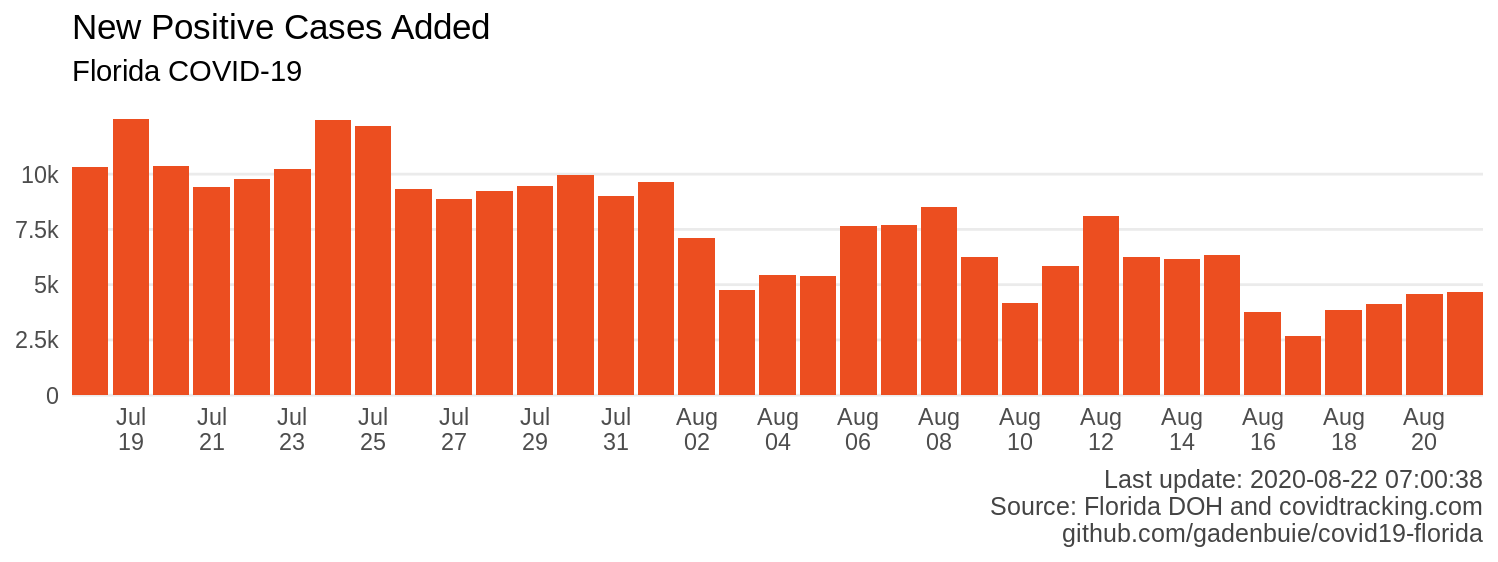 New Positive Cases Added
Florida COVID-19
10k
7.5k
5k
2.5k
0
Jul Jul Jul Jul Jul Jul Jul Aug Aug Aug Aug Aug Aug Aug Aug Aug Aug
19 21 23 25 27 29 31 02 04 06 08 10 12 14 16 18 20
Last update: 2020-08-22 07:00:38
Source: Florida DOH and covidtracking.com
github.com/gadenbuie/covid19-florida